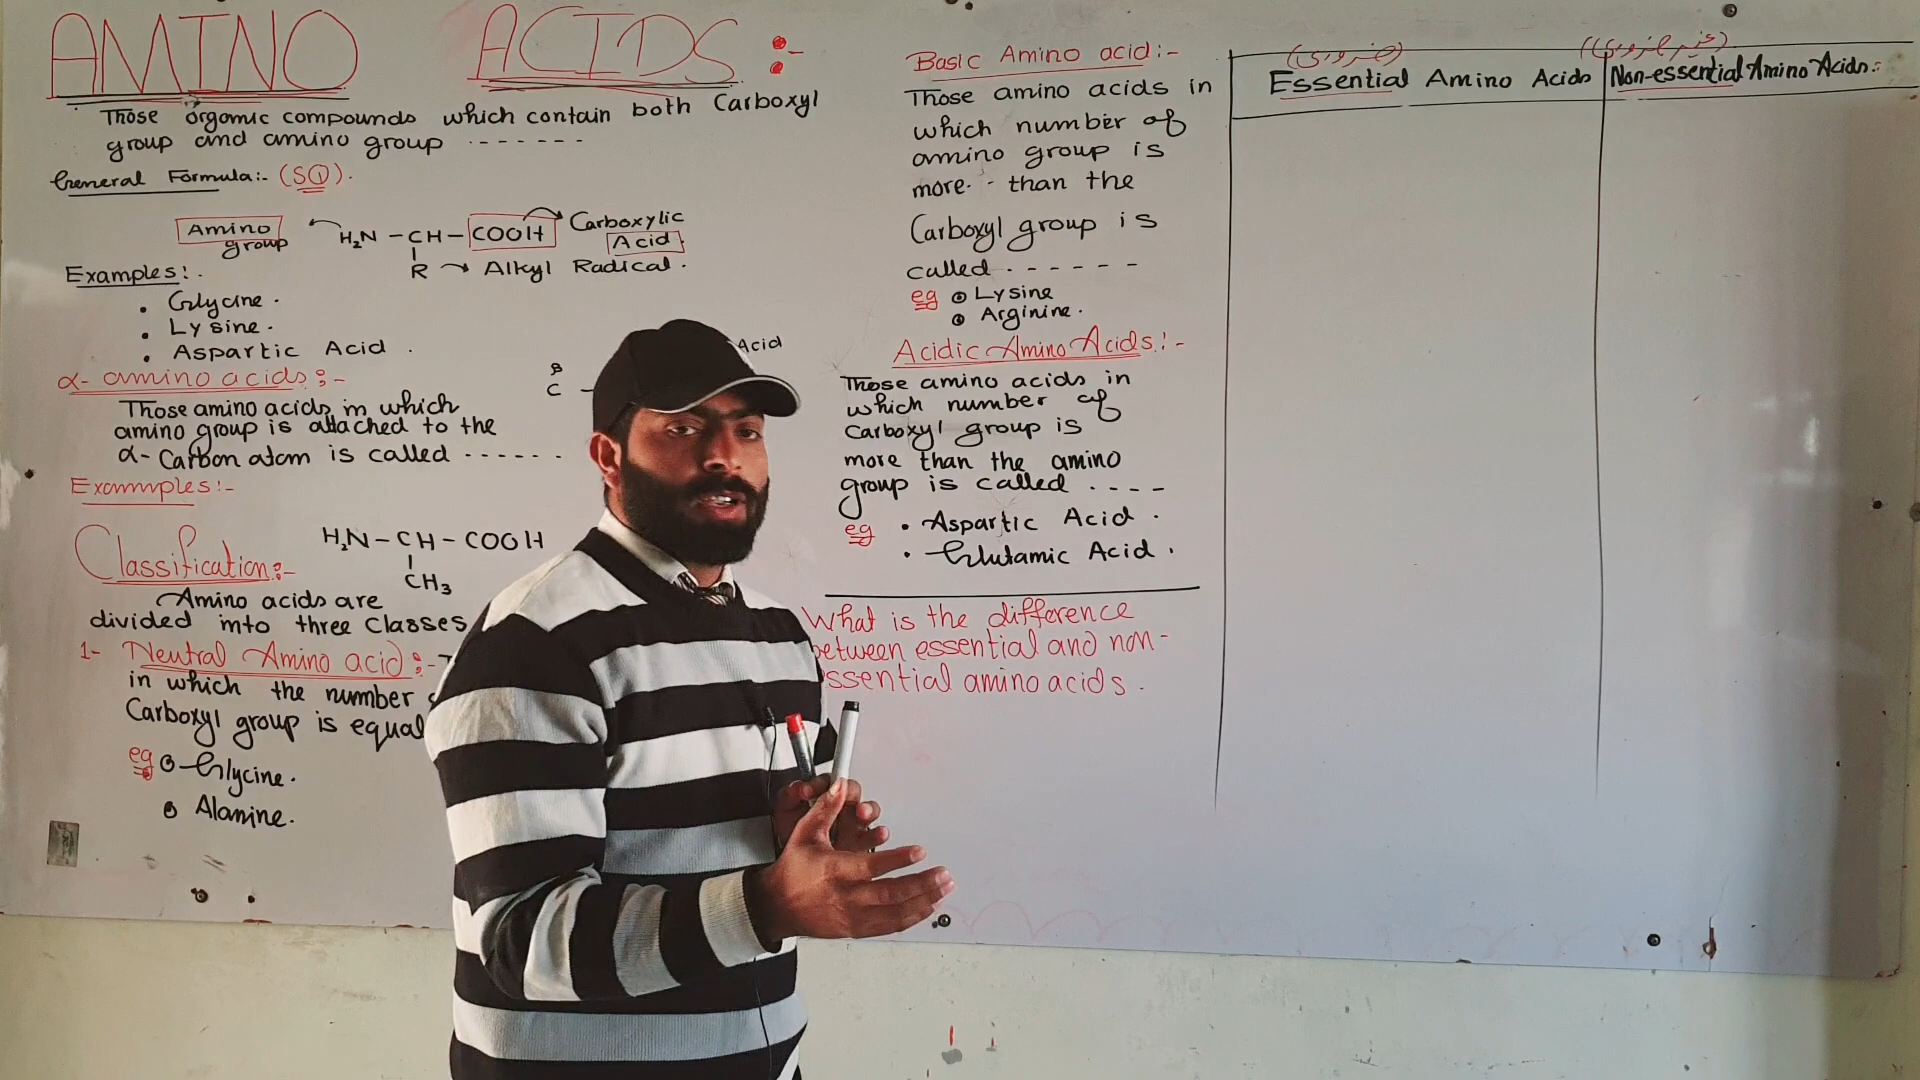 AMINO ACIDS :-
Those orgamic compounds which contain both Carboxyl
group and amino group -------
General Formula:- (SQ).
Amino
group
H₂N - CH - COOH
Carboxylic
Acid.
R → Alkyl Radical.
Examples:-
• Glycine.
• Lysine.
• Aspartic Acid.
α- amino acids:-
Those amino acids in which
amino group is attached to the
α- Carbon atom is called ------
Exammples:-
β
C -
Acid
H₂N - CH - COOH
CH₃
Classification:-
Amino acids are
divided into three classes
1- Neutral Amino acid:-
in which the number
Carboxyl group is equal
eg Glycine.
Alanine.
Basic Amino acid:-
Those amino acids in
which number of
amino group is
more than the
Carboxyl group is
called ------
eg Lysine
Arginine.
Acidic Amino Acids:-
Those amino acids in
which number of
Carboxyl group is
more than the amino
group is called ----
eg • Aspartic Acid.
• Glutamic Acid.
What is the difference
between essential and non-
ssential amino acids.
(ضروری)
Essential Amino Acids
(غیر ضروری)
Non-essential Amino Acids: